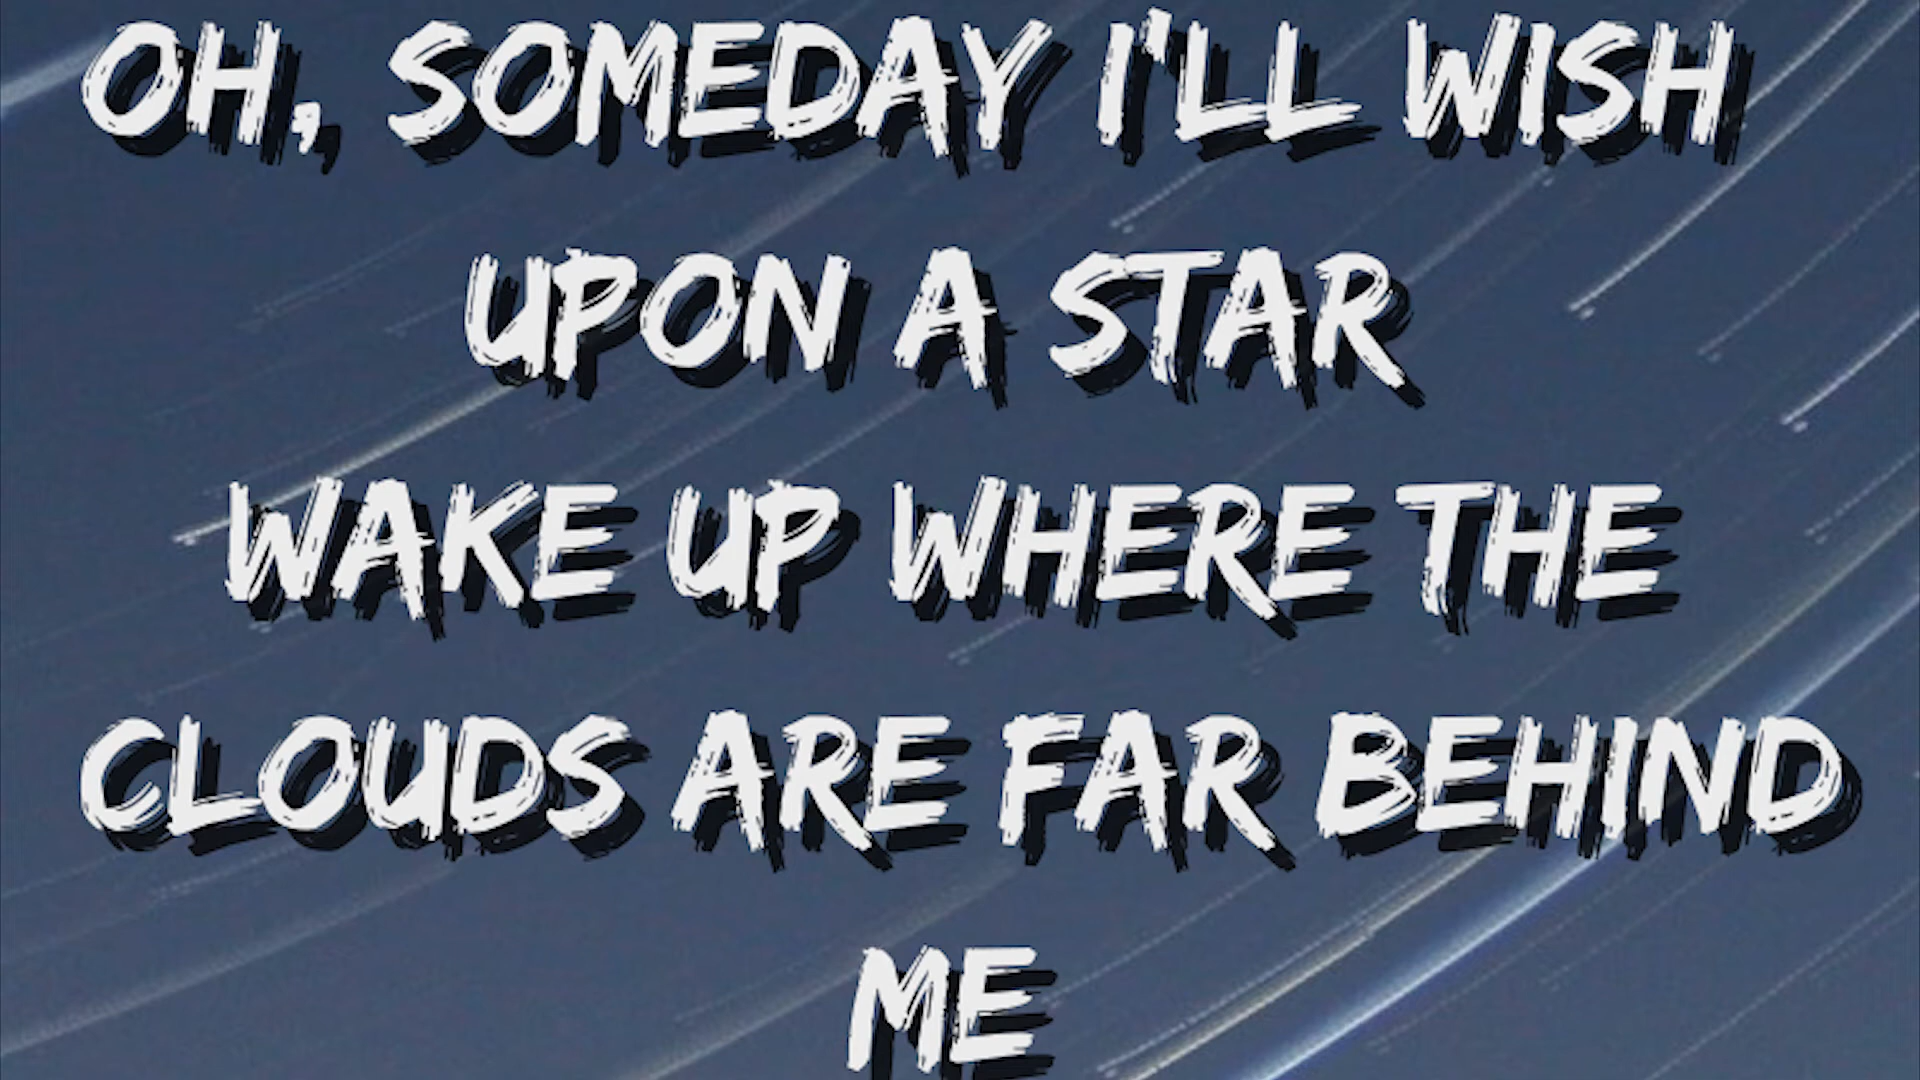 OH, SOMEDAY I'LL WISH
UPON A STAR
WAKE UP WHERE THE
CLOUDS ARE FAR BEHIND
ME